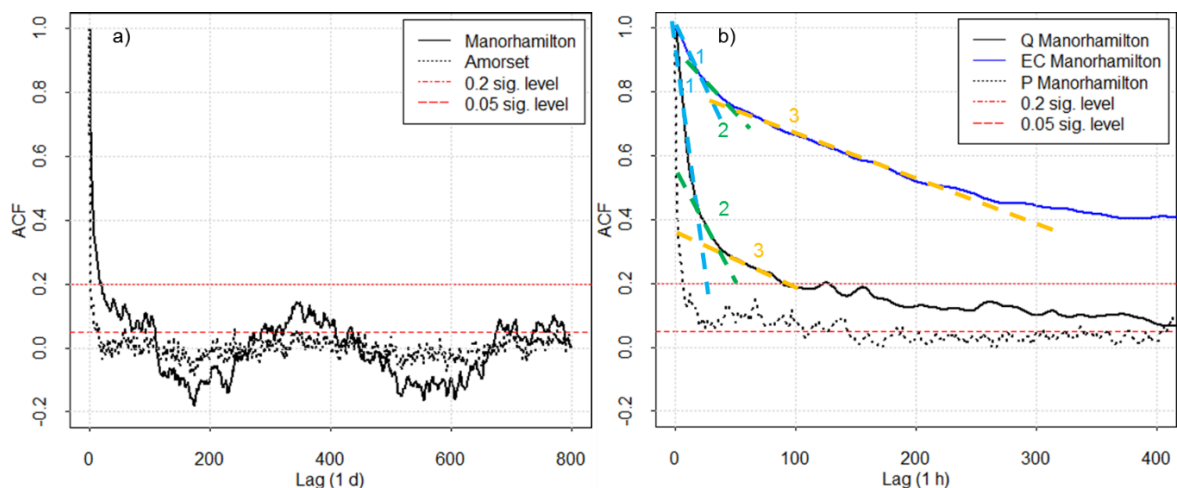 a)
Manorhamilton
Amorset
0.2 sig. level
0.05 sig. level
ACF
1.0
0.8
0.6
0.4
0.2
0.0
-0.2
0
200
400
600
800
Lag (1 d)
b)
Q Manorhamilton
EC Manorhamilton
P Manorhamilton
0.2 sig. level
0.05 sig. level
1
1
2
3
2
3
ACF
1.0
0.8
0.6
0.4
0.2
0.0
-0.2
0
100
200
300
400
Lag (1 h)